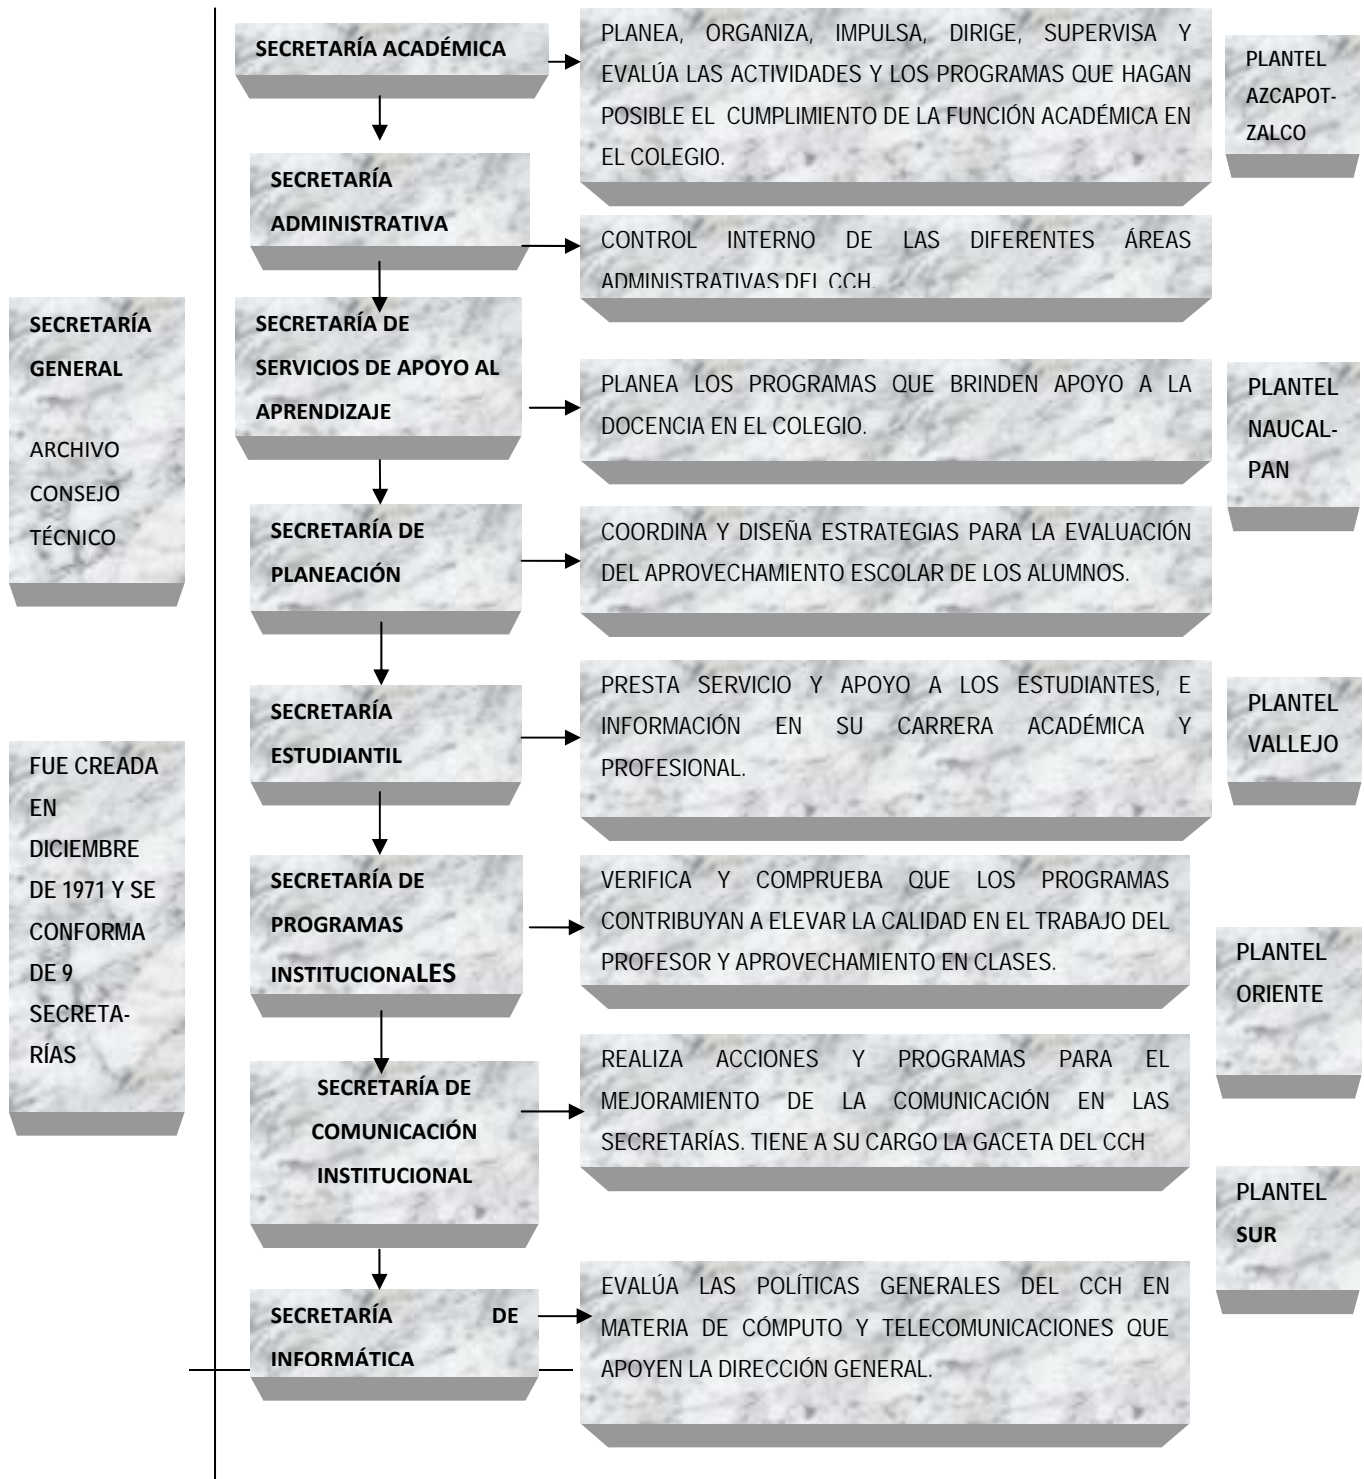 SECRETARÍA
GENERAL
ARCHIVO
CONSEJO
TÉCNICO
FUE CREADA
EN
DICIEMBRE
DE 1971 Y SE
CONFORMA
DE 9
SECRETA-
RÍAS
SECRETARÍA ACADÉMICA
PLANEA, ORGANIZA, IMPULSA, DIRIGE, SUPERVISA Y
EVALÚA LAS ACTIVIDADES Y LOS PROGRAMAS QUE HAGAN
POSIBLE EL CUMPLIMIENTO DE LA FUNCIÓN ACADÉMICA EN
EL COLEGIO.
SECRETARÍA
ADMINISTRATIVA
CONTROL INTERNO DE LAS DIFERENTES ÁREAS
ADMINISTRATIVAS DEL CCH.
SECRETARÍA DE
SERVICIOS DE APOYO AL
APRENDIZAJE
PLANEA LOS PROGRAMAS QUE BRINDEN APOYO A LA
DOCENCIA EN EL COLEGIO.
SECRETARÍA DE
PLANEACIÓN
COORDINA Y DISEÑA ESTRATEGIAS PARA LA EVALUACIÓN
DEL APROVECHAMIENTO ESCOLAR DE LOS ALUMNOS.
SECRETARÍA
ESTUDIANTIL
PRESTA SERVICIO Y APOYO A LOS ESTUDIANTES, E
INFORMACIÓN EN SU CARRERA ACADÉMICA Y
PROFESIONAL.
SECRETARÍA DE
PROGRAMAS
INSTITUCIONALES
VERIFICA Y COMPRUEBA QUE LOS PROGRAMAS
CONTRIBUYAN A ELEVAR LA CALIDAD EN EL TRABAJO DEL
PROFESOR Y APROVECHAMIENTO EN CLASES.
SECRETARÍA DE
COMUNICACIÓN
INSTITUCIONAL
REALIZA ACCIONES Y PROGRAMAS PARA EL
MEJORAMIENTO DE LA COMUNICACIÓN EN LAS
SECRETARÍAS. TIENE A SU CARGO LA GACETA DEL CCH
SECRETARÍA DE
INFORMÁTICA
EVALÚA LAS POLÍTICAS GENERALES DEL CCH EN
MATERIA DE CÓMPUTO Y TELECOMUNICACIONES QUE
APOYEN LA DIRECCIÓN GENERAL.
PLANTEL
AZCAPOT-
ZALCO
PLANTEL
NAUCAL-
PAN
PLANTEL
VALLEJO
PLANTEL
ORIENTE
PLANTEL
SUR